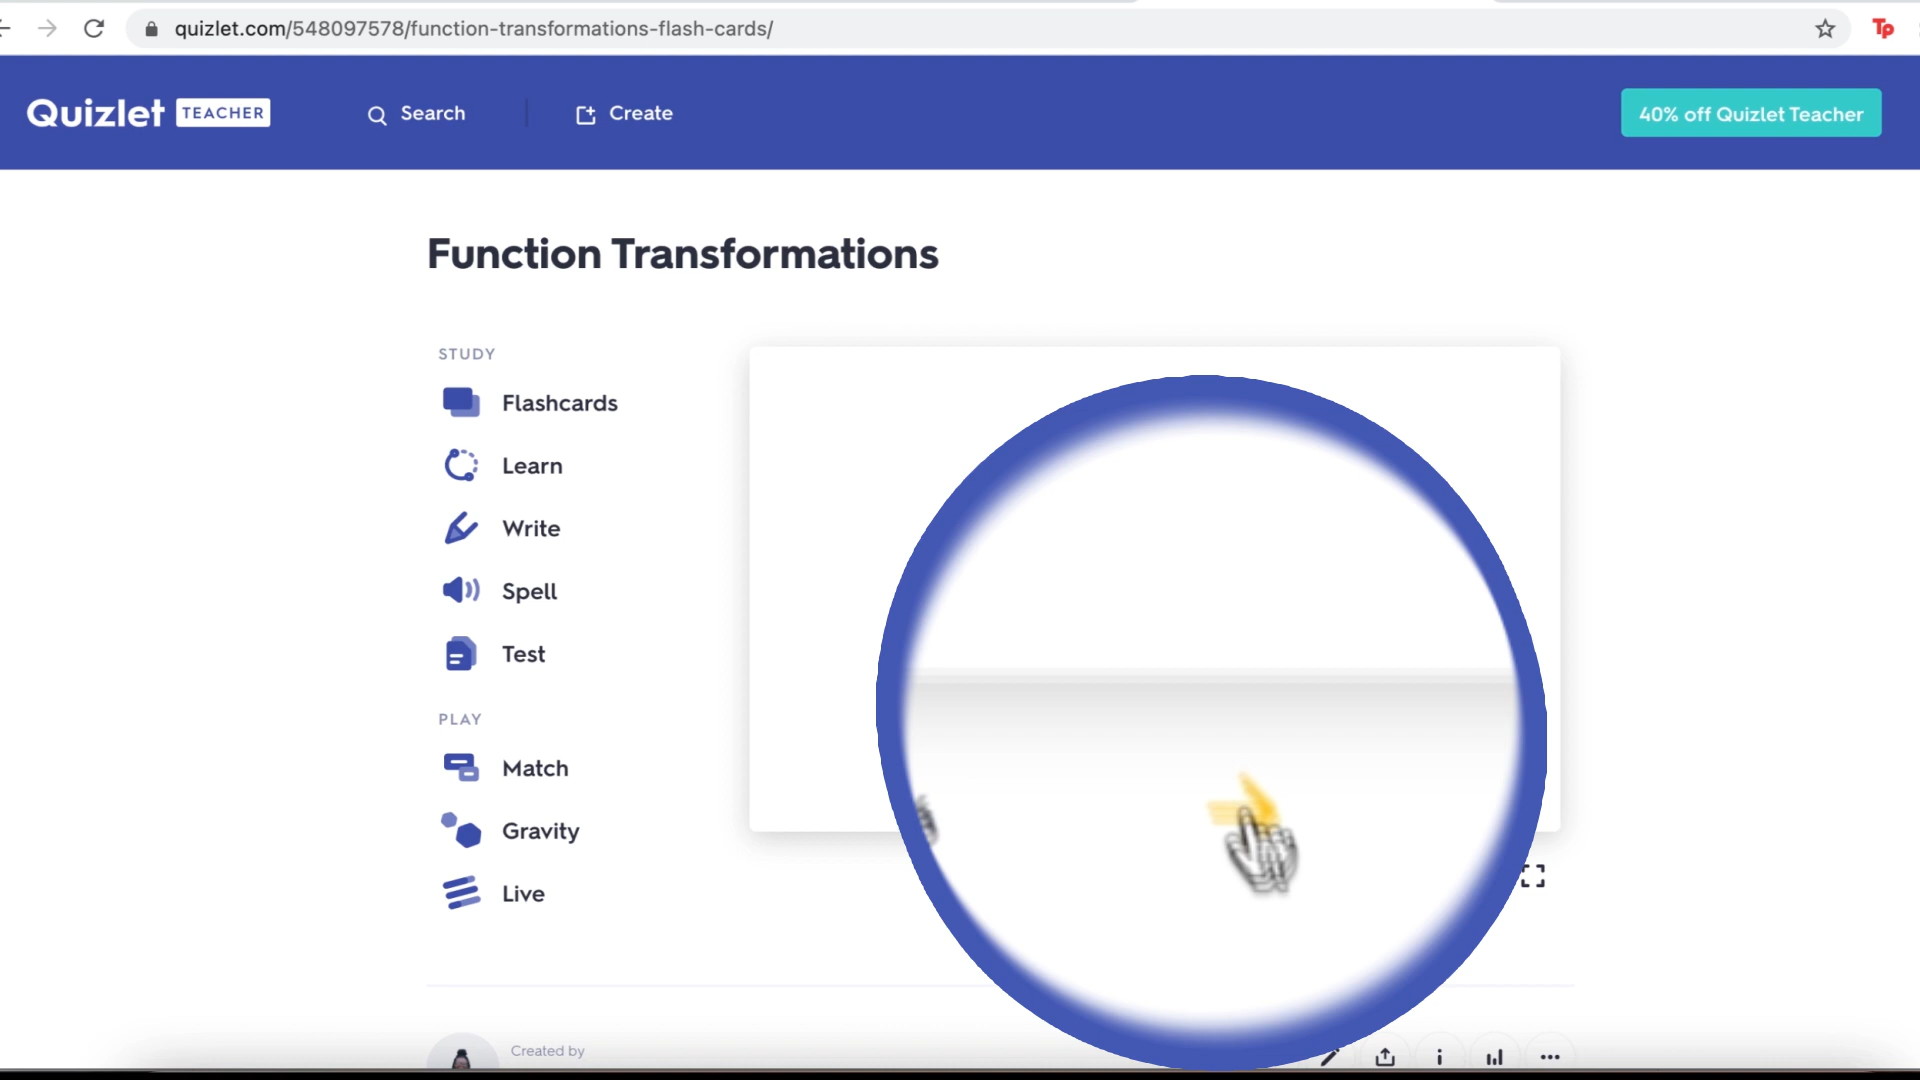 quizlet.com/548097578/function-transformations-flash-cards/
Tp
Quizlet TEACHER
Search
Create
40% off Quizlet Teacher
Function Transformations
STUDY
Flashcards
Learn
Write
Spell
Test
PLAY
Match
Gravity
Live
Created by